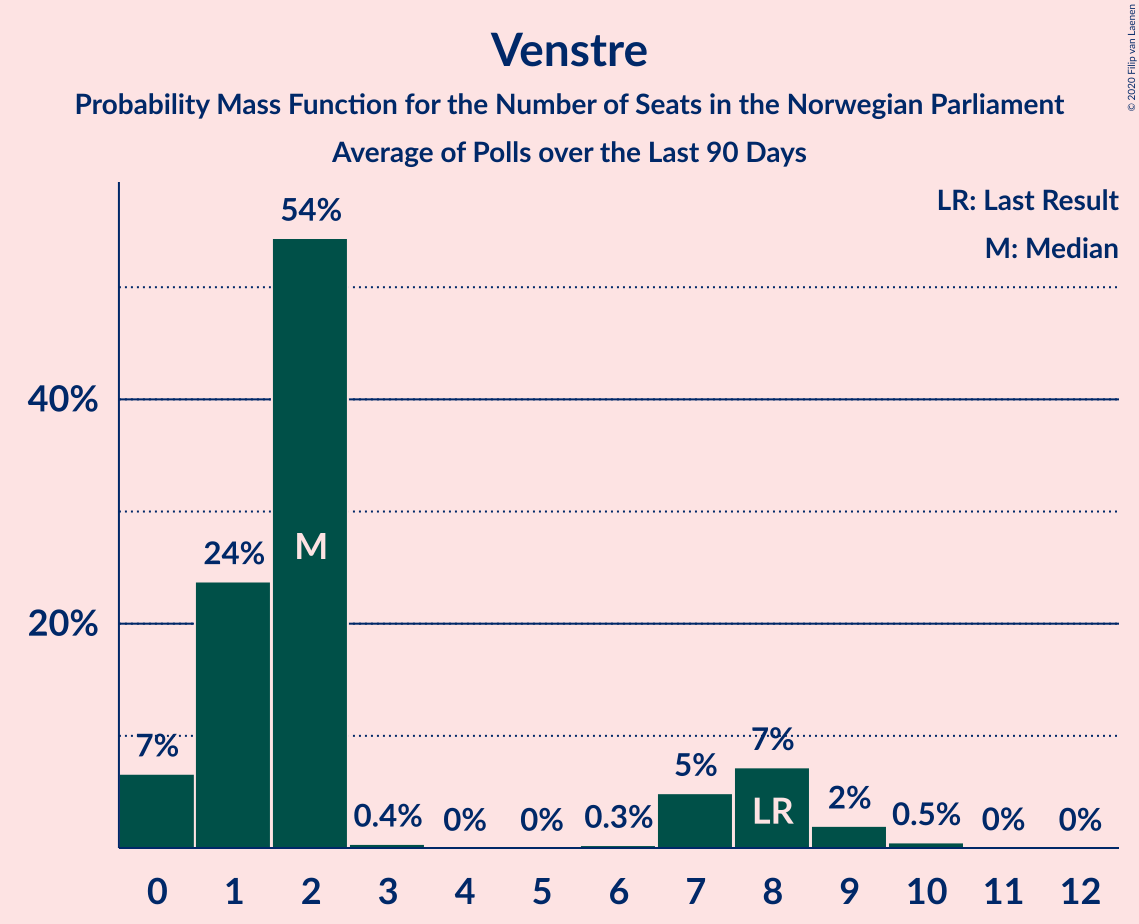 Venstre
Probability Mass Function for the Number of Seats in the Norwegian Parliament
Average of Polls over the Last 90 Days
© 2020 Filip van Laenen
LR: Last Result
M: Median
40%
20%
7%
24%
54%
0.4%
0%
0%
0.3%
5%
7%
2%
0.5%
0%
0%
M
LR
0 1 2 3 4 5 6 7 8 9 10 11 12